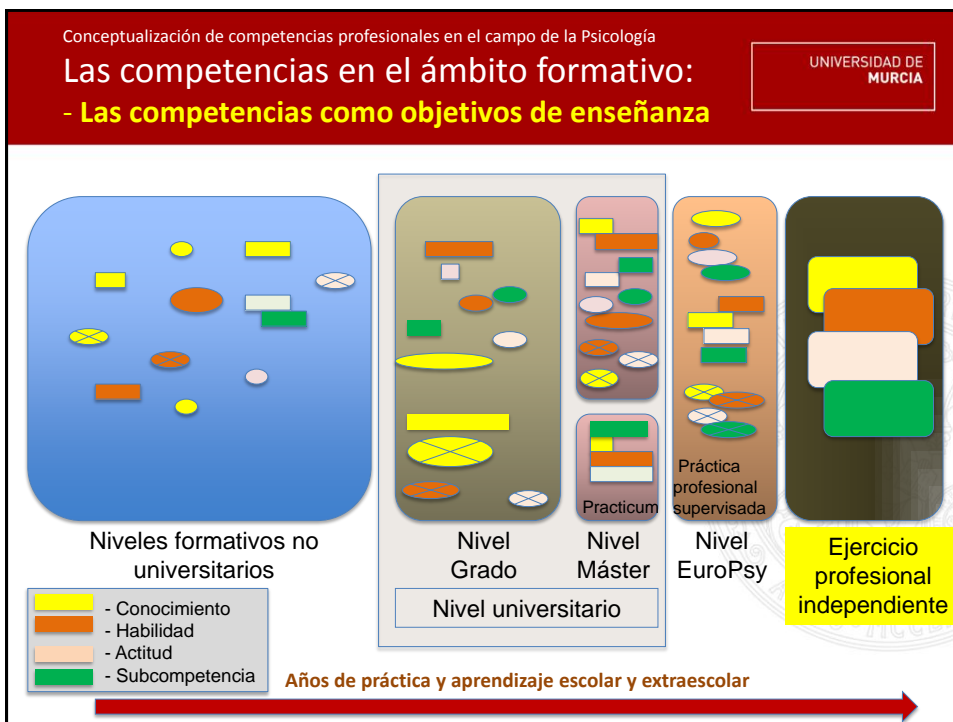 Conceptualización de competencias profesionales en el campo de la Psicología
Las competencias en el ámbito formativo:
- Las competencias como objetivos de enseñanza
UNIVERSIDAD DE
MURCIA
Practicum
Práctica
profesional
supervisada
Niveles formativos no
universitarios
Nivel
Grado
Nivel
Máster
Nivel universitario
Nivel
EuroPsy
Ejercicio
profesional
independiente
- Conocimiento
- Habilidad
- Actitud
- Subcompetencia
Años de práctica y aprendizaje escolar y extraescolar